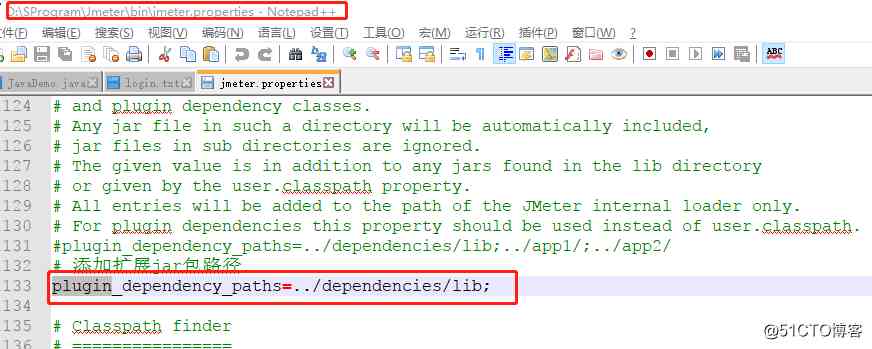 D:\SProgram\Jmeter\bin\jmeter.properties - Notepad++
文件(F) 编辑(E) 搜索(S) 视图(V) 编码(N) 语言(L) 设置(T) 工具(O) 宏(M) 运行(R) 插件(P) 窗口(W) ?
JavaDemo.java login.txt jmeter.properties
124 # and plugin dependency classes.
125 # Any jar file in such a directory will be automatically included,
126 # jar files in sub directories are ignored.
127 # The given value is in addition to any jars found in the lib directory
128 # or given by the user.classpath property.
129 # All entries will be added to the path of the JMeter internal loader only.
130 # For plugin dependencies this property should be used instead of user.classpath.
131 #plugin_dependency_paths=../dependencies/lib;../app1/;../app2/
132 # 添加扩展jar包路径
133 plugin_dependency_paths=../dependencies/lib;
134
135 # Classpath finder
136 # ================
@51CTO博客